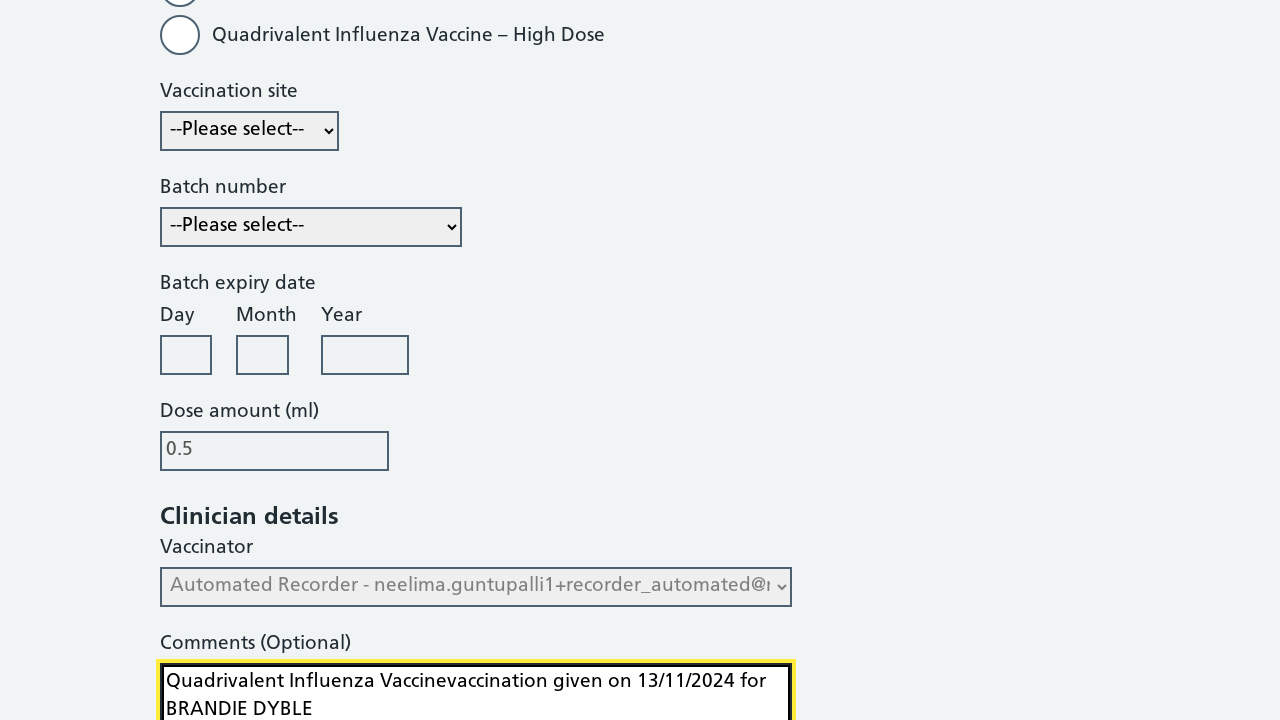 Quadrivalent Influenza Vaccine – High Dose
Vaccination site
--Please select--
Batch number
--Please select--
Batch expiry date
Day Month Year
Dose amount (ml)
0.5
Clinician details
Vaccinator
Automated Recorder - neelima.guntupalli1+recorder_automated@
Comments (Optional)
Quadrivalent Influenza Vaccinevaccination given on 13/11/2024 for
BRANDIE DYBLE